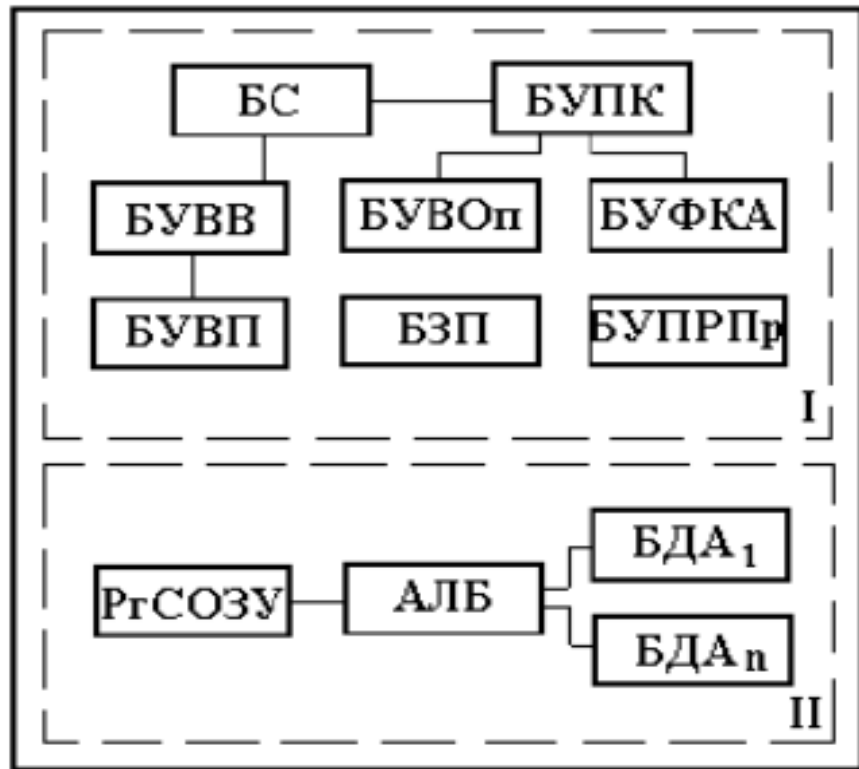 БС
БУПК
БУВВ
БУВОп
БУФКА
БУВП
БЗП
БУПРПр
I
РгСОЗУ
АЛБ
БДА1
БДАn
II